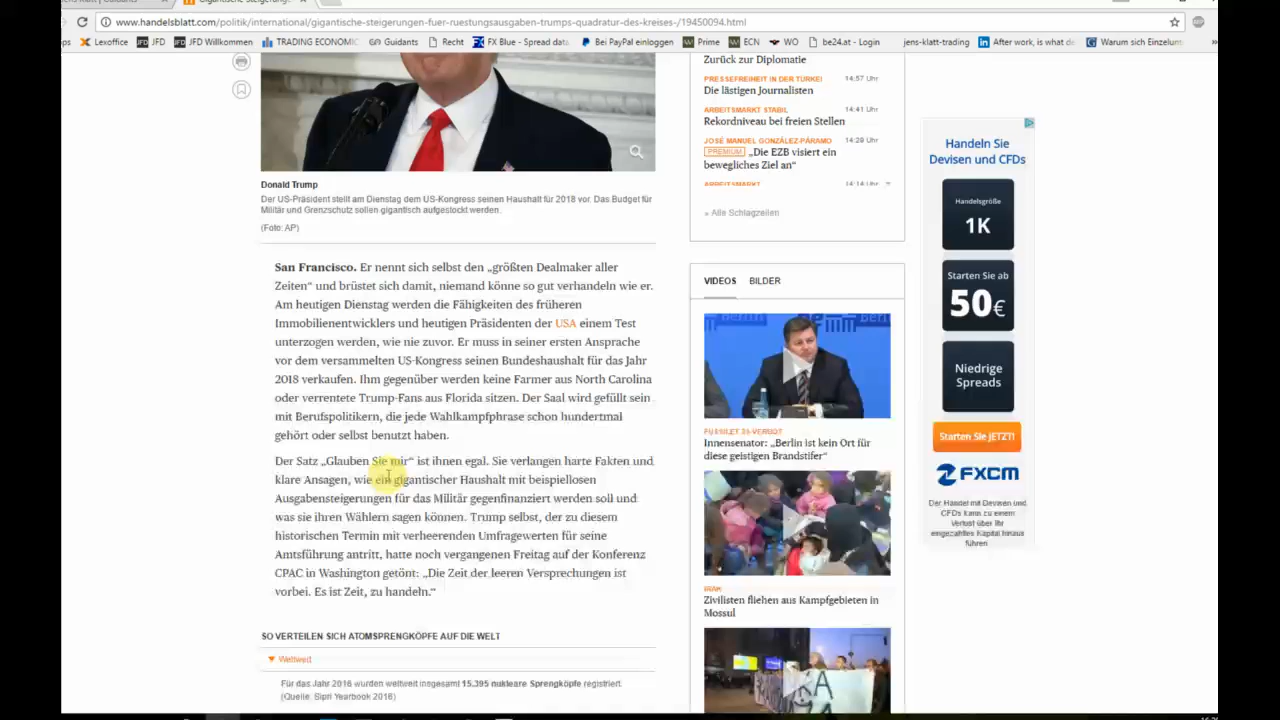 www.handelsblatt.com/politik/international/gigantische-steigerungen-fuer-ruestungsausgaben-trumps-quadratur-des-kreises-/19450094.html
Lexoffice JFD JFD Willkommen TRADING ECONOMIC Guidants Recht FX Blue - Spread data Bei PayPal einloggen Prime ECN WO be24.at - Login jens-klatt-trading After work, is what de Warum sich Einzelum »
Donald Trump
Der US-Präsident stellt am Dienstag dem US-Kongress seinen Haushalt für 2018 vor. Das Budget für
Militär und Grenzschutz sollen gigantisch aufgestockt werden.
(Foto: AP)
San Francisco. Er nennt sich selbst den „größten Dealmaker aller
Zeiten“ und brüstet sich damit, niemand könne so gut verhandeln wie er.
Am heutigen Dienstag werden die Fähigkeiten des früheren
Immobilienentwicklers und heutigen Präsidenten der USA einem Test
unterzogen werden, wie nie zuvor. Er muss in seiner ersten Ansprache
vor dem versammelten US-Kongress seinen Bundeshaushalt für das Jahr
2018 verkaufen. Ihm gegenüber werden keine Farmer aus North Carolina
oder verrentete Trump-Fans aus Florida sitzen. Der Saal wird gefüllt sein
mit Berufspolitikern, die jede Wahlkampfphrase schon hundertmal
gehört oder selbst benutzt haben.
Der Satz „Glauben Sie mir“ ist ihnen egal. Sie verlangen harte Fakten und
klare Ansagen, wie ein gigantischer Haushalt mit beispiellosen
Ausgabensteigerungen für das Militär gegenfinanziert werden soll und
was sie ihren Wählern sagen können. Trump selbst, der zu diesem
historischen Termin mit verheerenden Umfragewerten für seine
Amtsführung antritt, hatte noch vergangenen Freitag auf der Konferenz
CPAC in Washington getönt: „Die Zeit der leeren Versprechungen ist
vorbei. Es ist Zeit, zu handeln.“
SO VERTEILEN SICH ATOMSPRENGKÖPFE AUF DIE WELT
Weltweit
Für das Jahr 2016 wurden weltweit insgesamt 15.395 nukleare Sprengköpfe registriert.
(Quelle: Sipri Yearbook 2016)
Zurück zur Diplomatie
PRESSEFREIHEIT IN DER TÜRKEI 14:57 Uhr
Die lästigen Journalisten
ARBEITSMARKT STABIL 14:41 Uhr
Rekordniveau bei freien Stellen
JOSÉ MANUEL GONZÁLEZ-PÁRAMO 14:29 Uhr
PREMIUM „Die EZB visiert ein
bewegliches Ziel an“
ARBEITSMARKT 14:14 Uhr
» Alle Schlagzeilen
VIDEOS BILDER
Innensenator: „Berlin ist kein Ort für
diese geistigen Brandstifter“
IRAK
Zivilisten fliehen aus Kampfgebieten in
Mossul
Handeln Sie
Devisen und CFDs
Handelsgröße
1K
Starten Sie ab
50€
Niedrige
Spreads
Starten Sie JETZT!
FXCM
Der Handel mit Devisen und
CFDs kann zu einem
Verlust über Ihr
eingezahltes Kapital hinaus
führen